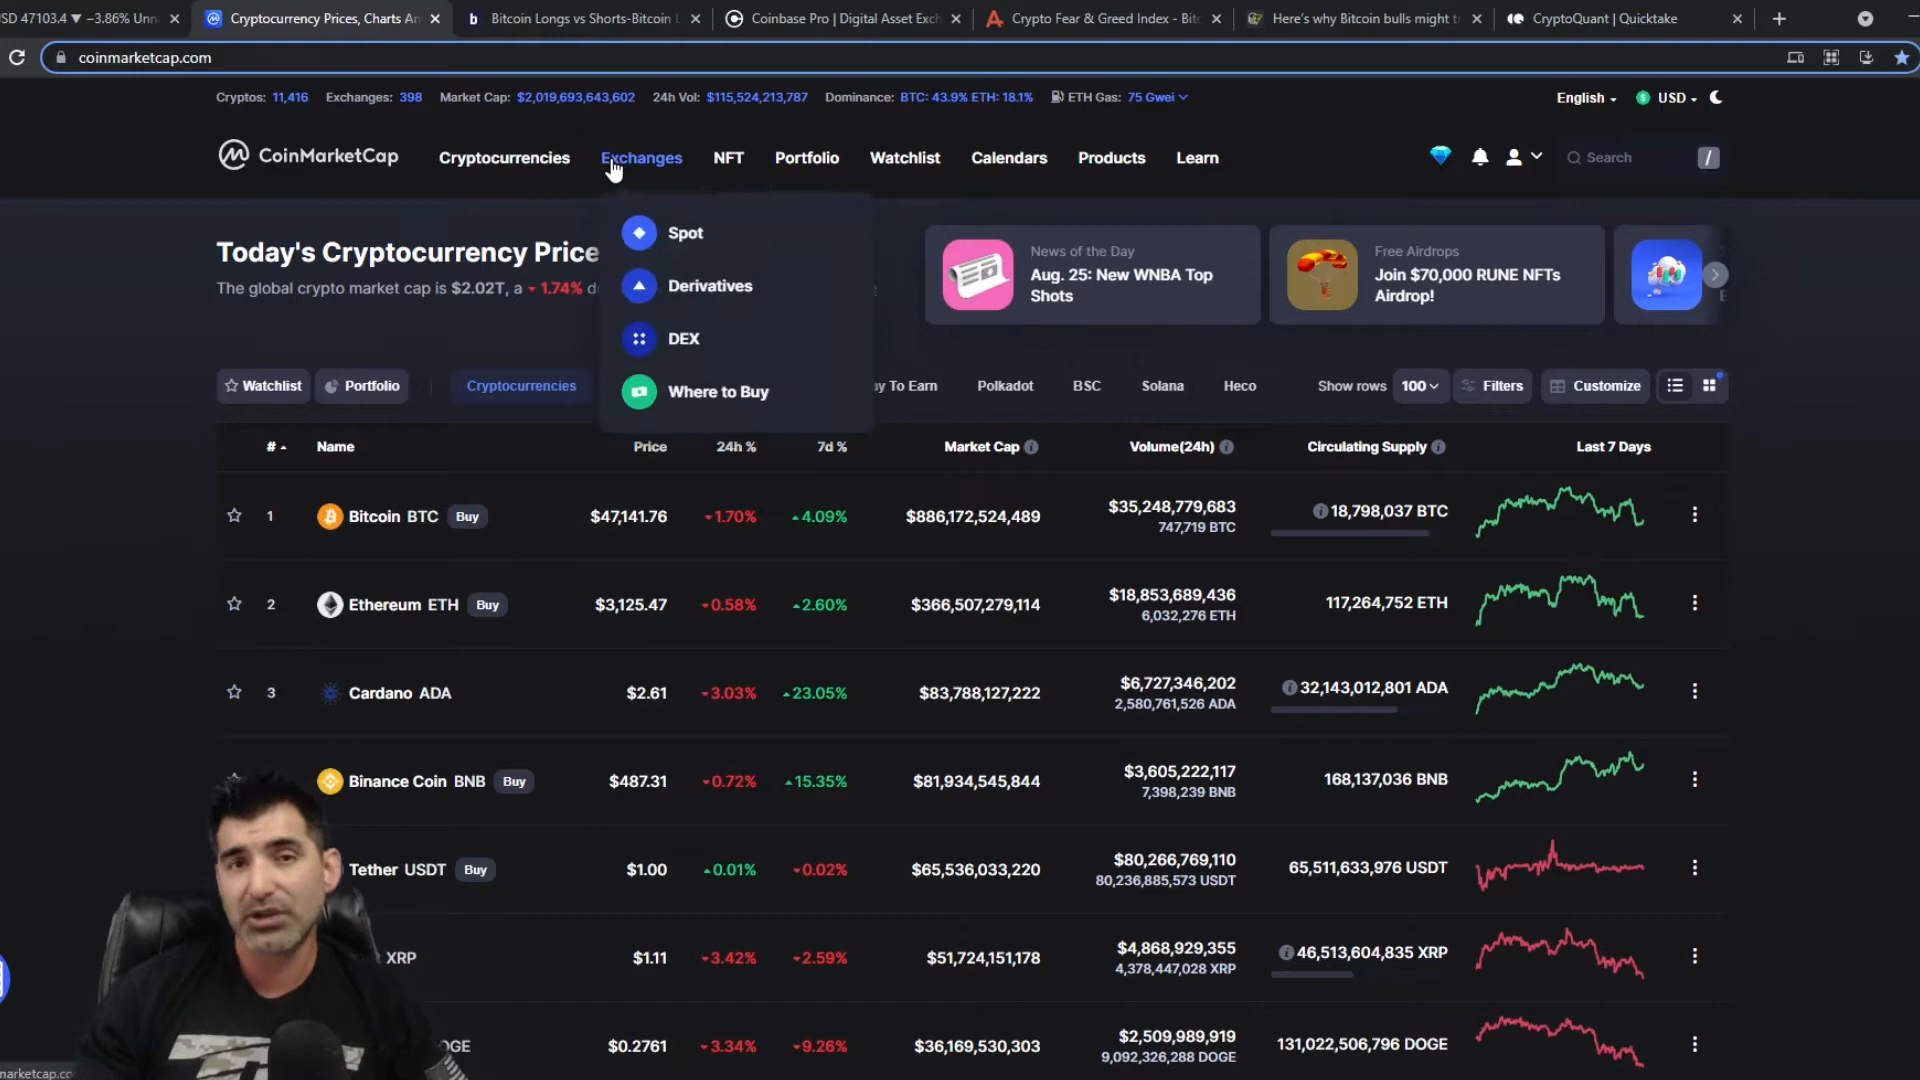 SD 47103.4 ▼ −3.86% Unn
Cryptocurrency Prices, Charts An
Bitcoin Longs vs Shorts-Bitcoin L
Coinbase Pro | Digital Asset Exch
Crypto Fear & Greed Index - Bitc
Here's why Bitcoin bulls might tr
CryptoQuant | Quicktake
coinmarketcap.com
Cryptos: 11,416 Exchanges: 398 Market Cap: $2,019,693,643,602 24h Vol: $115,524,213,787 Dominance: BTC: 43.9% ETH: 18.1% ETH Gas: 75 Gwei
English USD
CoinMarketCap
Cryptocurrencies Exchanges NFT Portfolio Watchlist Calendars Products Learn
Search /
Spot
Derivatives
DEX
Where to Buy
Today's Cryptocurrency Price
The global crypto market cap is $2.02T, a 1.74% d
News of the Day
Aug. 25: New WNBA Top
Shots
Free Airdrops
Join $70,000 RUNE NFTs
Airdrop!
Watchlist Portfolio Cryptocurrencies ay To Earn Polkadot BSC Solana Heco Show rows 100 Filters Customize
# Name Price 24h % 7d % Market Cap Volume(24h) Circulating Supply Last 7 Days
1 Bitcoin BTC Buy $47,141.76 1.70% 4.09% $886,172,524,489 $35,248,779,683 18,798,037 BTC
747,719 BTC
2 Ethereum ETH Buy $3,125.47 0.58% 2.60% $366,507,279,114 $18,853,689,436 117,264,752 ETH
6,032,276 ETH
3 Cardano ADA $2.61 3.03% 23.05% $83,788,127,222 $6,727,346,202 32,143,012,801 ADA
2,580,761,526 ADA
Binance Coin BNB Buy $487.31 0.72% 15.35% $81,934,545,844 $3,605,222,117 168,137,036 BNB
7,398,239 BNB
Tether USDT Buy $1.00 0.01% 0.02% $65,536,033,220 $80,266,769,110 65,511,633,976 USDT
80,236,885,573 USDT
XRP $1.11 3.42% 2.59% $51,724,151,178 $4,868,929,355 46,513,604,835 XRP
4,378,447,028 XRP
OGE $0.2761 3.34% 9.26% $36,169,530,303 $2,509,989,919 131,022,506,796 DOGE
9,092,326,288 DOGE
marketcap.co